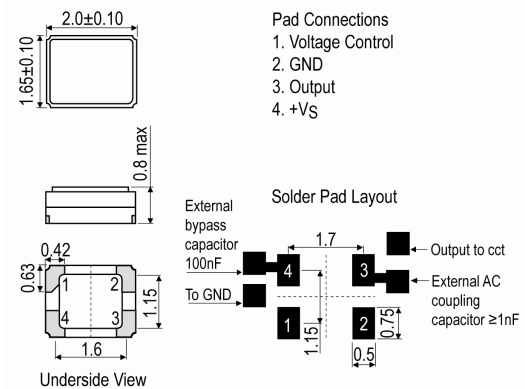 2.0±0.10
1.65±0.10
Pad Connections
1. Voltage Control
2. GND
3. Output
4. +VS
0.8 max
0.42
0.63
1
2
4
3
1.15
1.6
Underside View
Solder Pad Layout
External
bypass
capacitor
100nF
To GND
1.7
4
3
1
2
1.15
0.75
0.5
Output to cct
External AC
coupling
capacitor ≥1nF